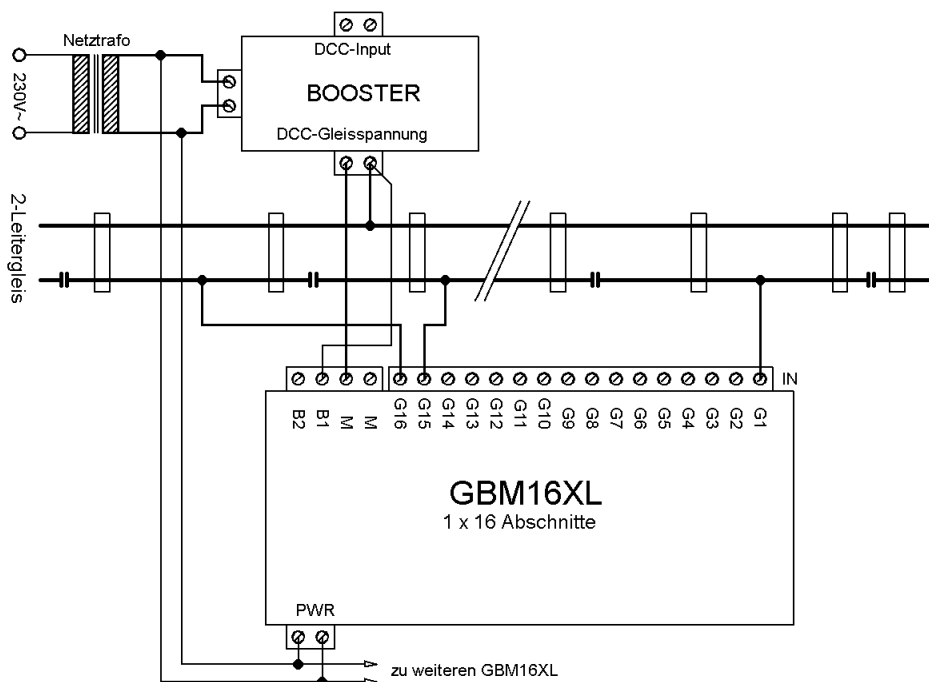 Netztrafo
230V~
DCC-Input
BOOSTER
DCC-Gleisspannung
2-Leitergleis
IN
B2
B1
M
M
G16
G15
G14
G13
G12
G11
G10
G9
G8
G7
G6
G5
G4
G3
G2
G1
GBM16XL
1 x 16 Abschnitte
PWR
zu weiteren GBM16XL